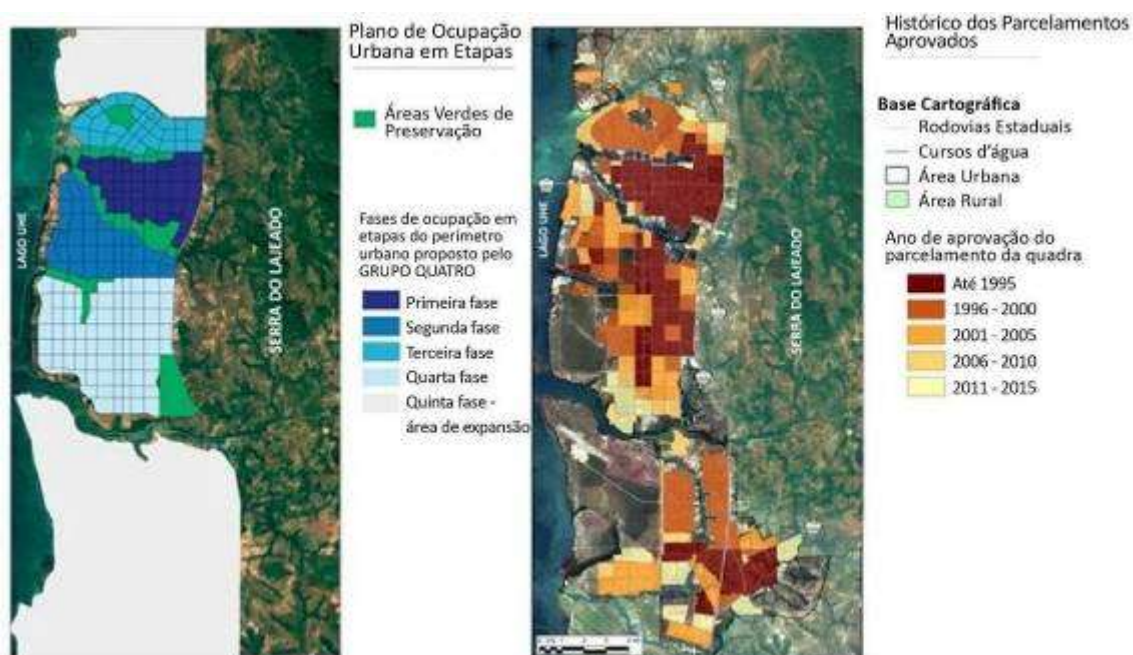 Plano de Ocupação
Urbana em Etapas
Áreas Verdes de
Preservação
Fases de ocupação em
etapas do perímetro
urbano proposto pelo
GRUPO QUATRO
Primeira fase
Segunda fase
Terceira fase
Quarta fase
Quinta fase -
área de expansão
LAGO UHE
SERRA DO LAJEADO
Histórico dos Parcelamentos
Aprovados
Base Cartográfica
Rodovias Estaduais
Cursos d'água
Área Urbana
Área Rural
Ano de aprovação do
parcelamento da quadra
Até 1995
1996 - 2000
2001 - 2005
2006 - 2010
2011 - 2015
LAGO UHE
SERRA DO LAJEADO